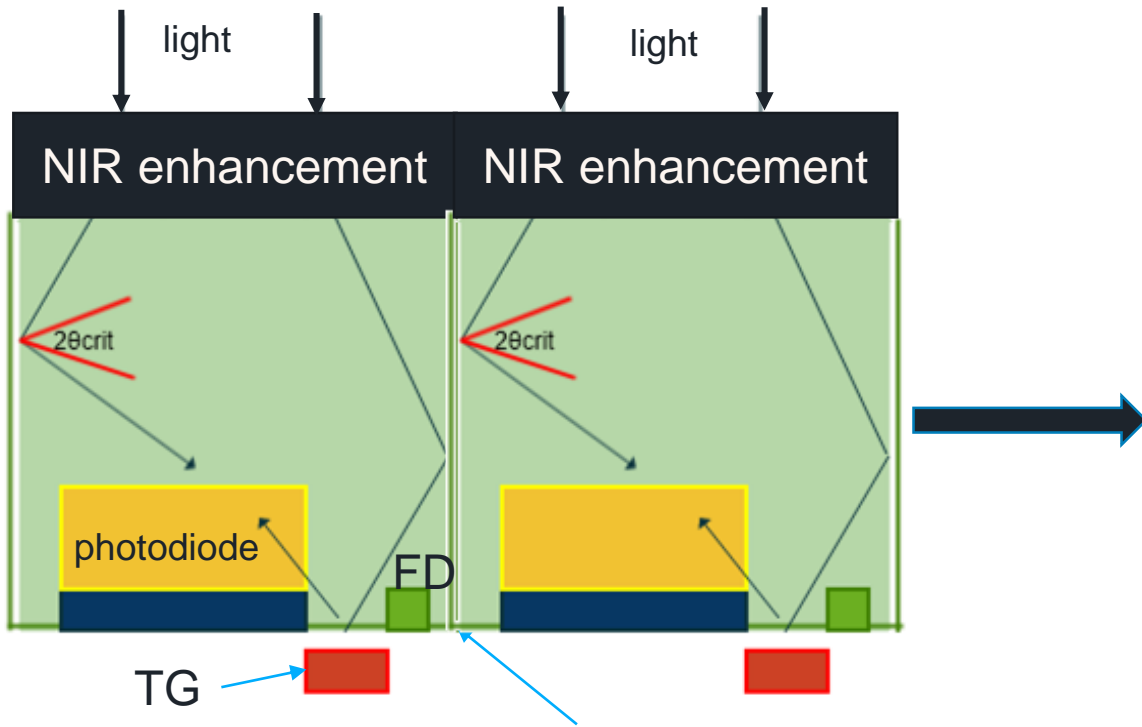 light
light
NIR enhancement
NIR enhancement
2θcrit
2θcrit
photodiode
FD
TG